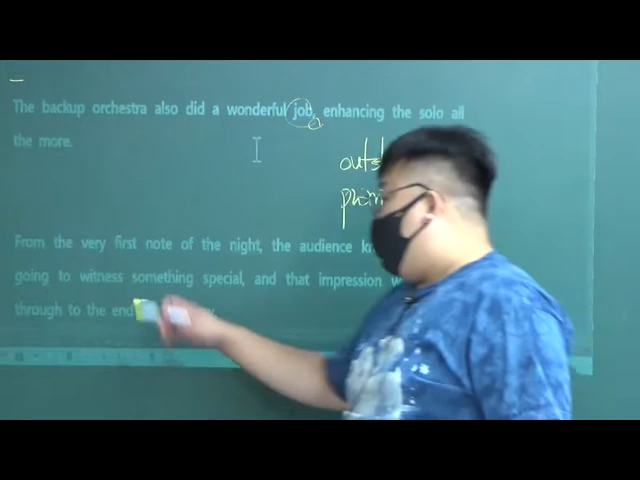 The backup orchestra also did a wonderful job, enhancing the solo all
a
the more.
From the very first note of the night, the audience
going to witness something special, and that impression
through to the end